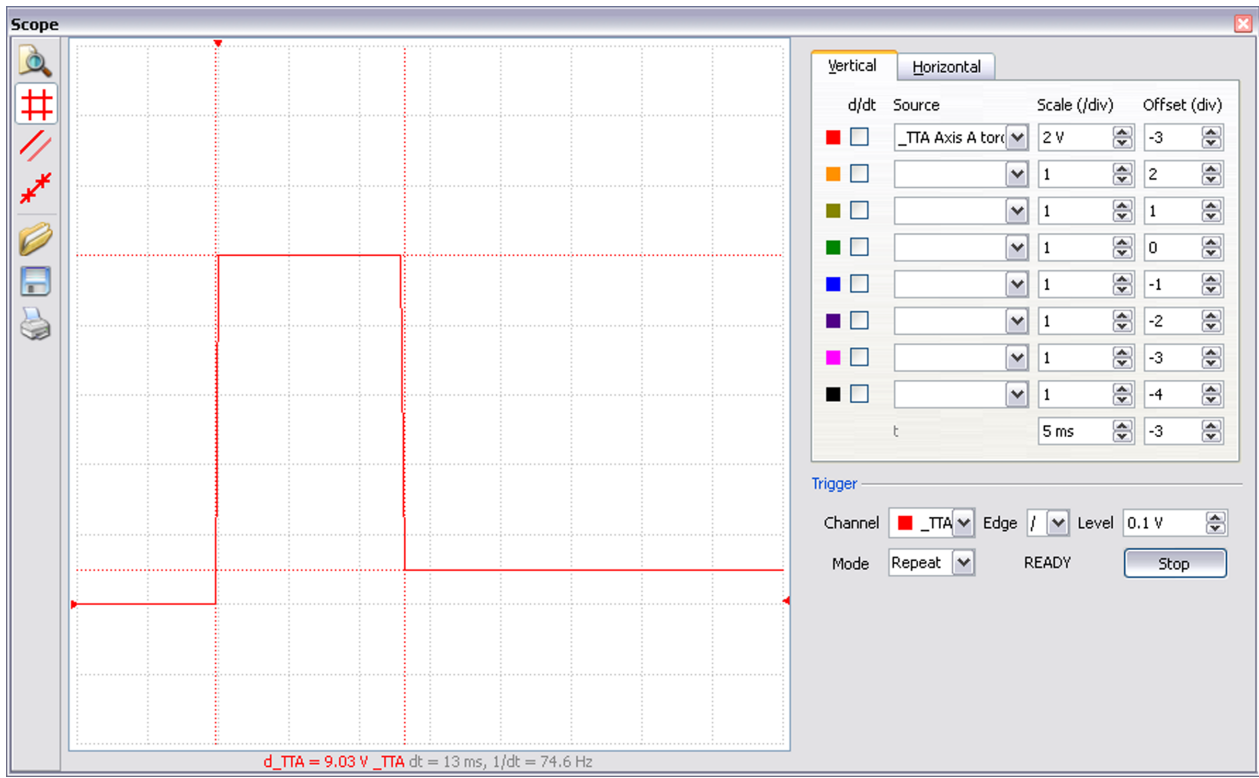 Scope
Vertical
Horizontal
d/dt Source Scale (/div) Offset (div)
_TTA Axis A torq 2 V -3
1 2
1 1
1 0
1 -1
1 -2
1 -3
1 -4
t 5 ms -3
Trigger
Channel _TTA Edge / Level 0.1 V
Mode Repeat READY Stop
d_TTA = 9.03 V _TTA dt = 13 ms, 1/dt = 74.6 Hz